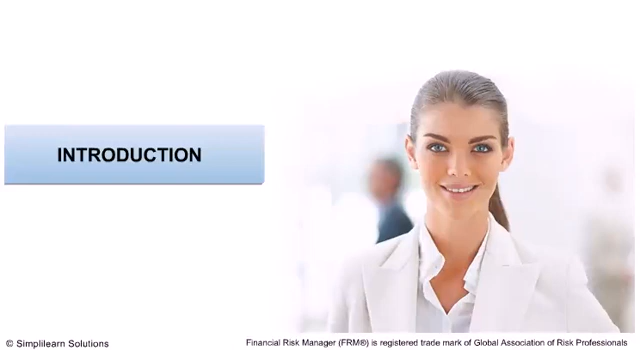 INTRODUCTION
© Simplilearn Solutions
Financial Risk Manager (FRM®) is registered trade mark of Global Association of Risk Professionals